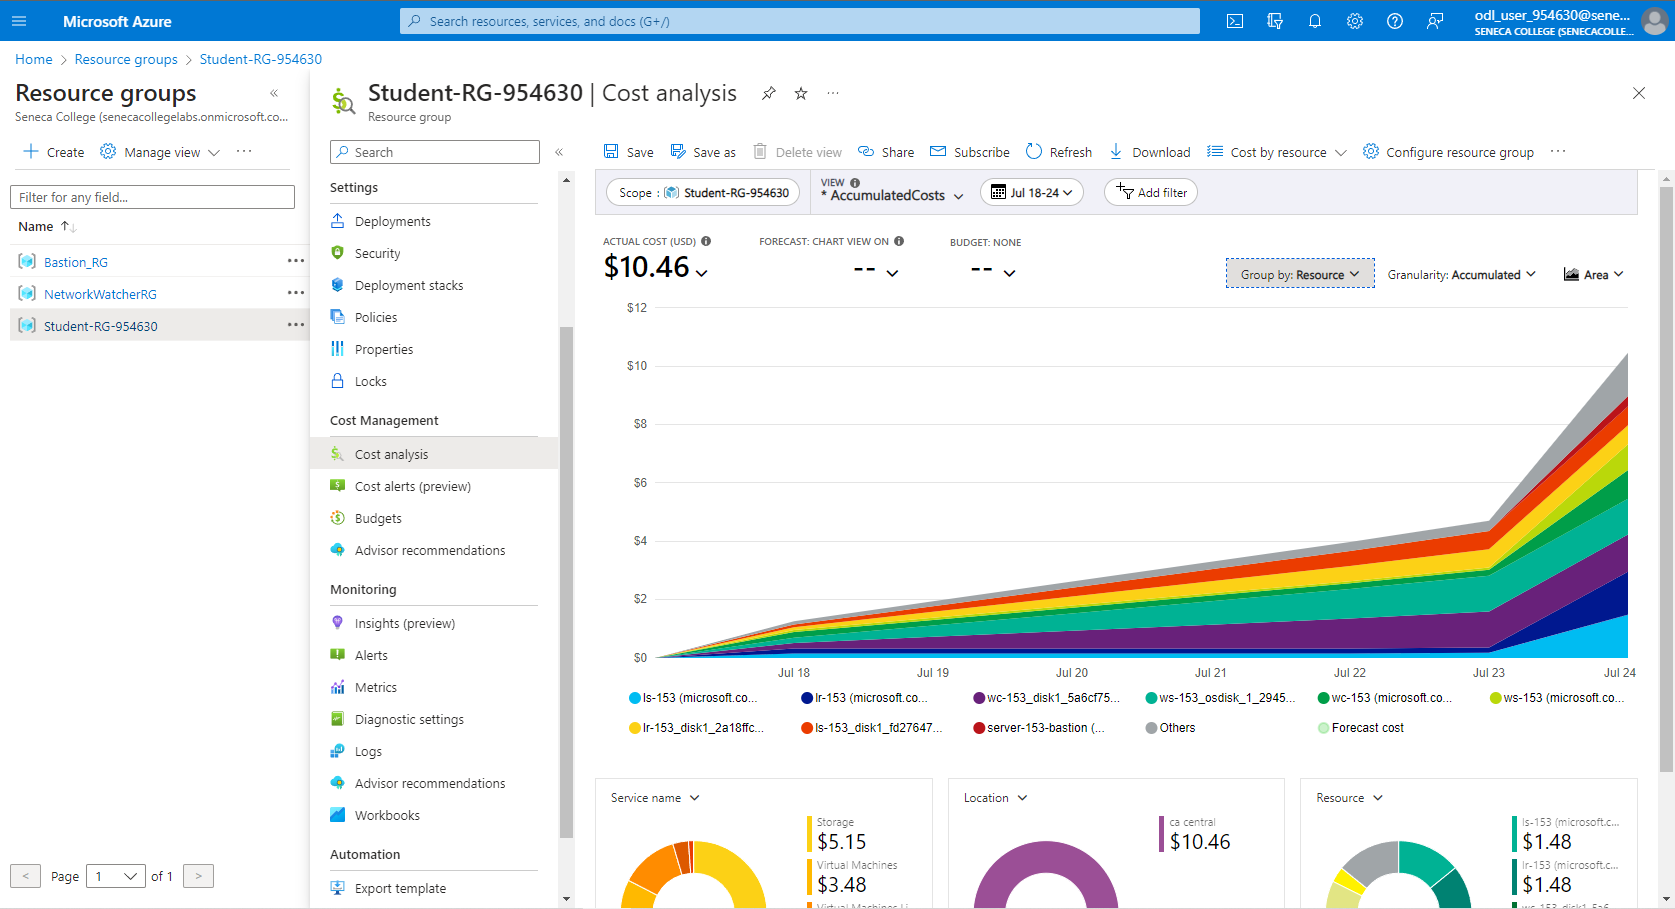 Microsoft Azure
Search resources, services, and docs (G+/)
odl_user_954630@sene...
SENECA COLLEGE (SENECACOLLE...
Home > Resource groups > Student-RG-954630
Resource groups
Seneca College (senecacollegelabs.onmicrosoft.co...
Create
Manage view
Filter for any field...
Name
Bastion_RG
NetworkWatcherRG
Student-RG-954630
< Page 1 of 1 >
Student-RG-954630 | Cost analysis
Resource group
Search
Settings
Deployments
Security
Deployment stacks
Policies
Properties
Locks
Cost Management
Cost analysis
Cost alerts (preview)
Budgets
Advisor recommendations
Monitoring
Insights (preview)
Alerts
Metrics
Diagnostic settings
Logs
Advisor recommendations
Workbooks
Automation
Export template
Save
Save as
Delete view
Share
Subscribe
Refresh
Download
Cost by resource
Configure resource group
Scope : Student-RG-954630
VIEW
* AccumulatedCosts
Jul 18-24
Add filter
ACTUAL COST (USD)
$10.46
FORECAST: CHART VIEW ON
--
BUDGET: NONE
--
Group by: Resource
Granularity: Accumulated
Area
$12
$10
$8
$6
$4
$2
$0
Jul 18
Jul 19
Jul 20
Jul 21
Jul 22
Jul 23
Jul 24
ls-153 (microsoft.co...
lr-153 (microsoft.co...
wc-153_disk1_5a6cf75...
ws-153_osdisk_1_2945...
wc-153 (microsoft.co...
ws-153 (microsoft.co...
lr-153_disk1_2a18ffc...
ls-153_disk1_fd27647...
server-153-bastion (...
Others
Forecast cost
Service name
Storage
$5.15
Virtual Machines
$3.48
Virtual Machines Li
Location
ca central
$10.46
Resource
ls-153 (microsoft.c...
$1.48
lr-153 (microsoft.c...
$1.48
wc-153_disk1_5a6